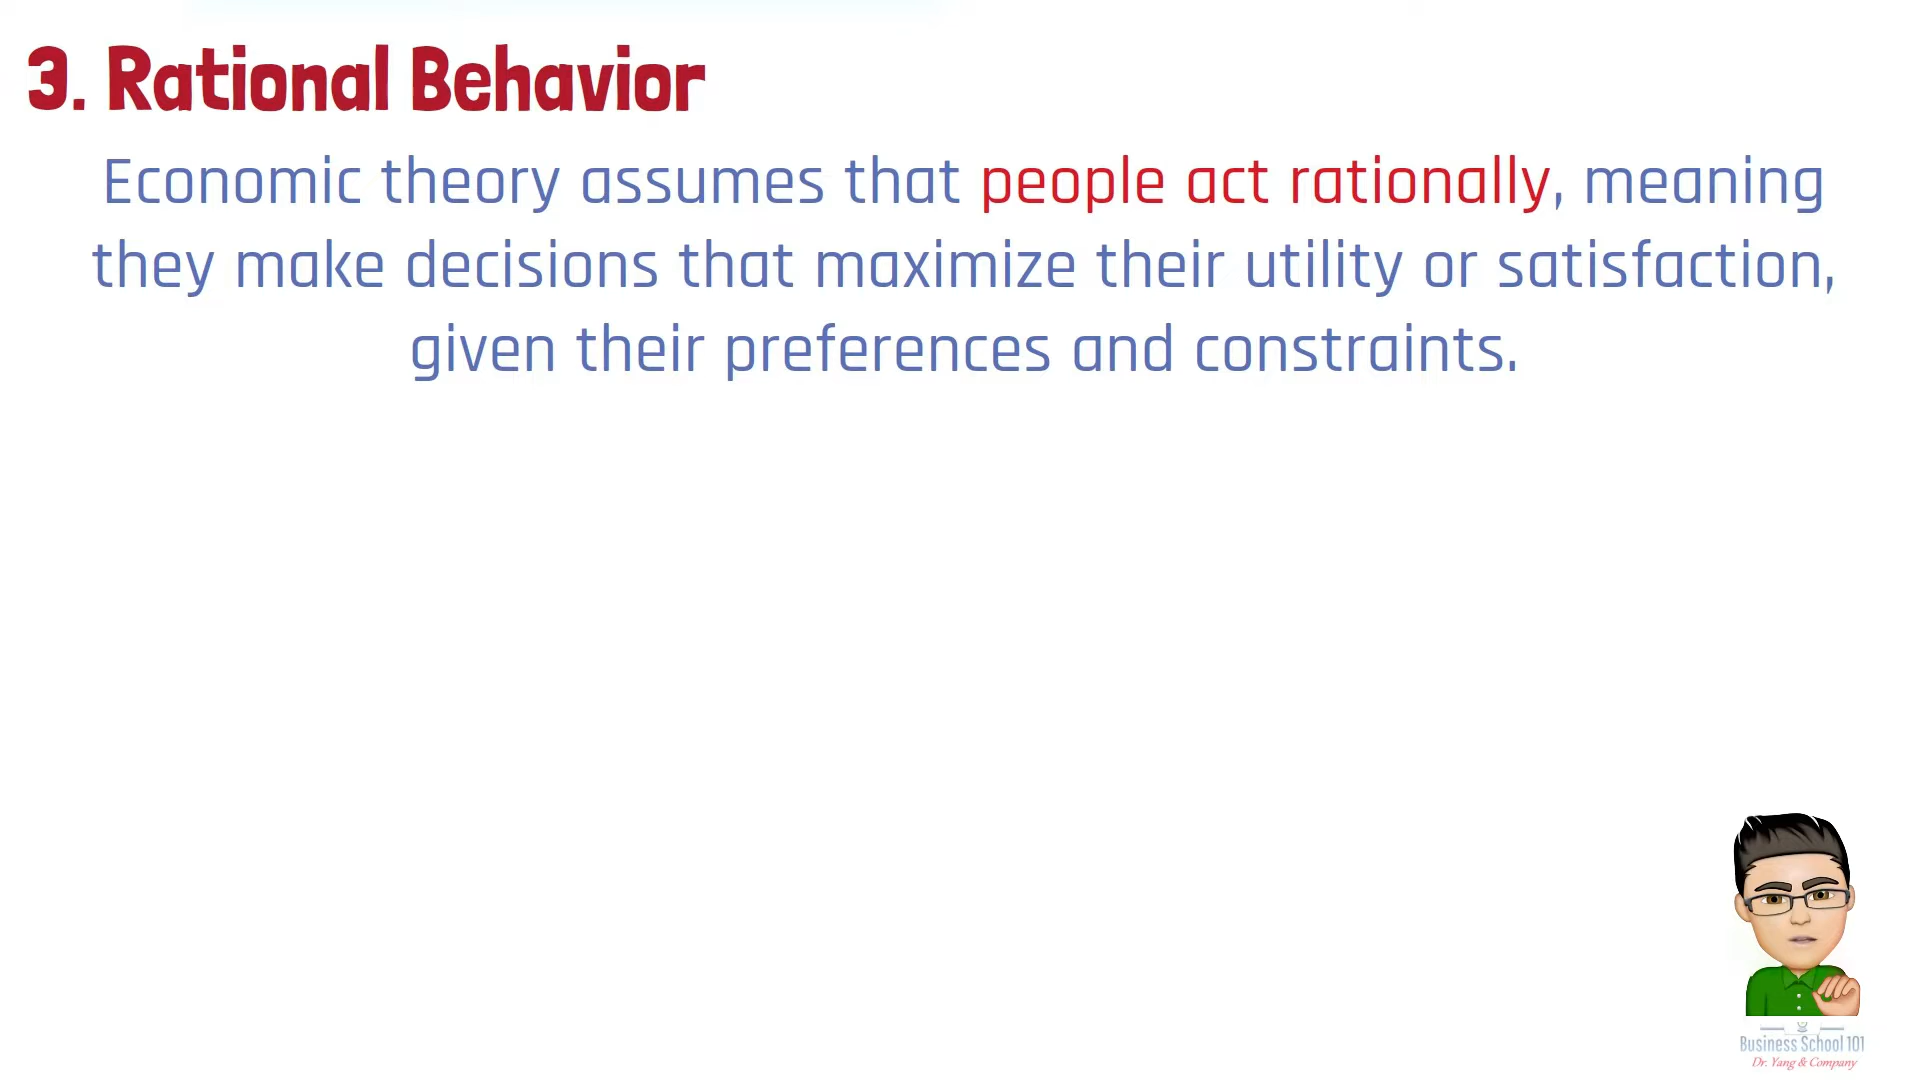 3. Rational Behavior
Economic theory assumes that people act rationally, meaning
they make decisions that maximize their utility or satisfaction,
given their preferences and constraints.
Business School 101
Dr. Yang & Company